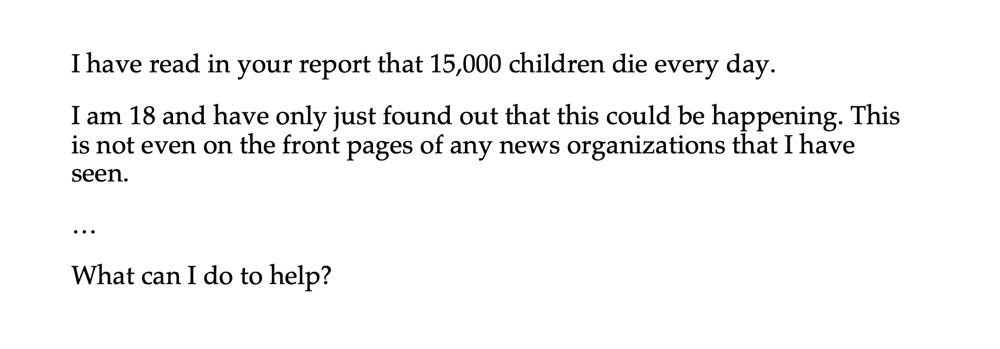 I have read in your report that 15,000 children die every day.
I am 18 and have only just found out that this could be happening. This
is not even on the front pages of any news organizations that I have
seen.
…
What can I do to help?